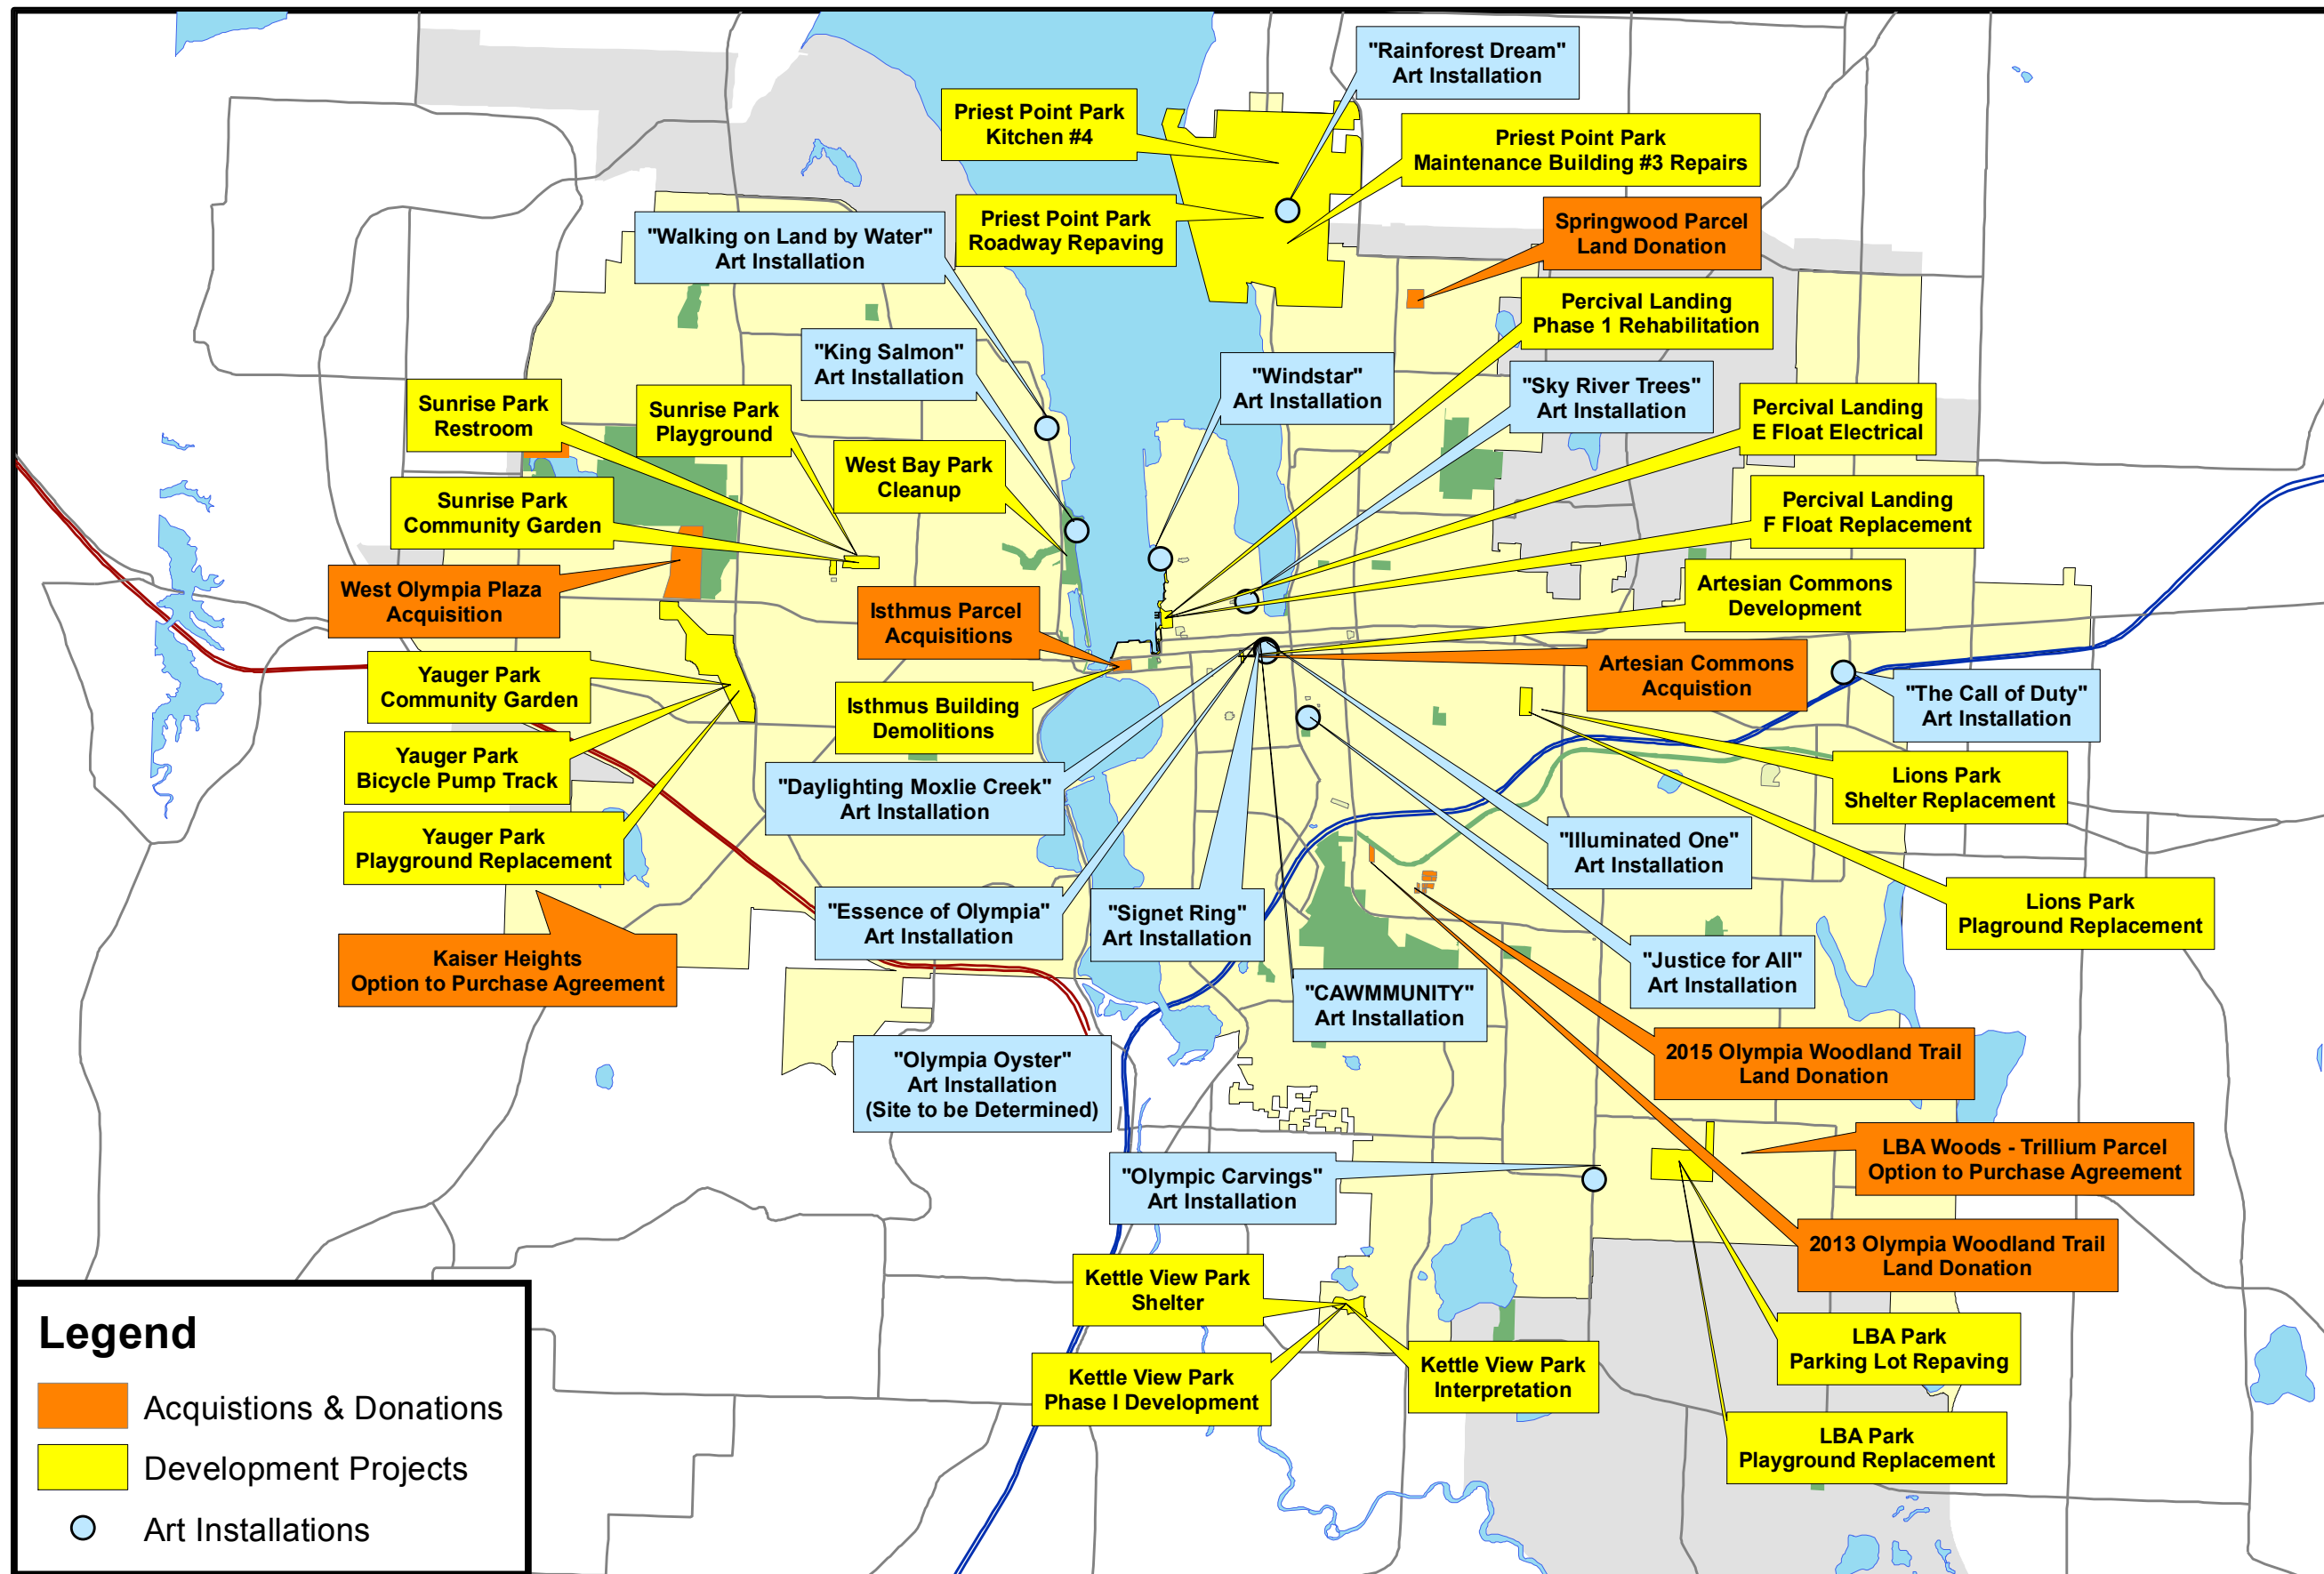 "Rainforest Dream"
Art Installation
Priest Point Park
Kitchen #4
Priest Point Park
Maintenance Building #3 Repairs
Priest Point Park
Roadway Repaving
Springwood Parcel
Land Donation
"Walking on Land by Water"
Art Installation
Percival Landing
Phase 1 Rehabilitation
"King Salmon"
Art Installation
"Windstar"
Art Installation
"Sky River Trees"
Art Installation
Sunrise Park
Restroom
Sunrise Park
Playground
Percival Landing
E Float Electrical
West Bay Park
Cleanup
Sunrise Park
Community Garden
Percival Landing
F Float Replacement
West Olympia Plaza
Acquisition
Isthmus Parcel
Acquisitions
Artesian Commons
Development
Yauger Park
Community Garden
Artesian Commons
Acquistion
Isthmus Building
Demolitions
"The Call of Duty"
Art Installation
Yauger Park
Bicycle Pump Track
"Daylighting Moxlie Creek"
Art Installation
Lions Park
Shelter Replacement
Yauger Park
Playground Replacement
"Illuminated One"
Art Installation
"Essence of Olympia"
Art Installation
"Signet Ring"
Art Installation
Lions Park
Plaground Replacement
Kaiser Heights
Option to Purchase Agreement
"Justice for All"
Art Installation
"CAWMMUNITY"
Art Installation
"Olympia Oyster"
Art Installation
(Site to be Determined)
2015 Olympia Woodland Trail
Land Donation
LBA Woods - Trillium Parcel
Option to Purchase Agreement
"Olympic Carvings"
Art Installation
2013 Olympia Woodland Trail
Land Donation
Kettle View Park
Shelter
LBA Park
Parking Lot Repaving
Kettle View Park
Phase I Development
Kettle View Park
Interpretation
LBA Park
Playground Replacement
Legend
Acquistions & Donations
Development Projects
Art Installations